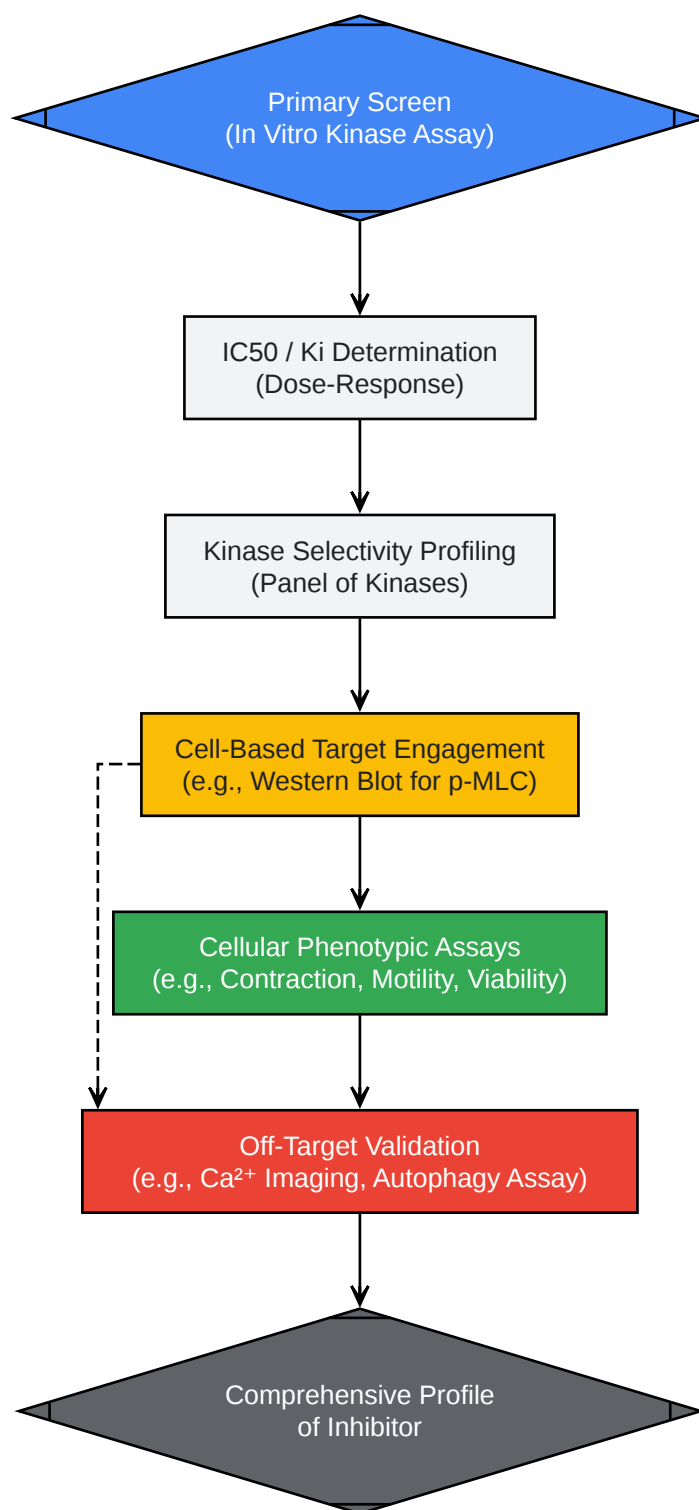 Primary Screen
(In Vitro Kinase Assay)
IC50 / Ki Determination
(Dose-Response)
Kinase Selectivity Profiling
(Panel of Kinases)
Cell-Based Target Engagement
(e.g., Western Blot for p-MLC)
Cellular Phenotypic Assays
(e.g., Contraction, Motility, Viability)
Off-Target Validation
(e.g., Ca²⁺ Imaging, Autophagy Assay)
Comprehensive Profile
of Inhibitor